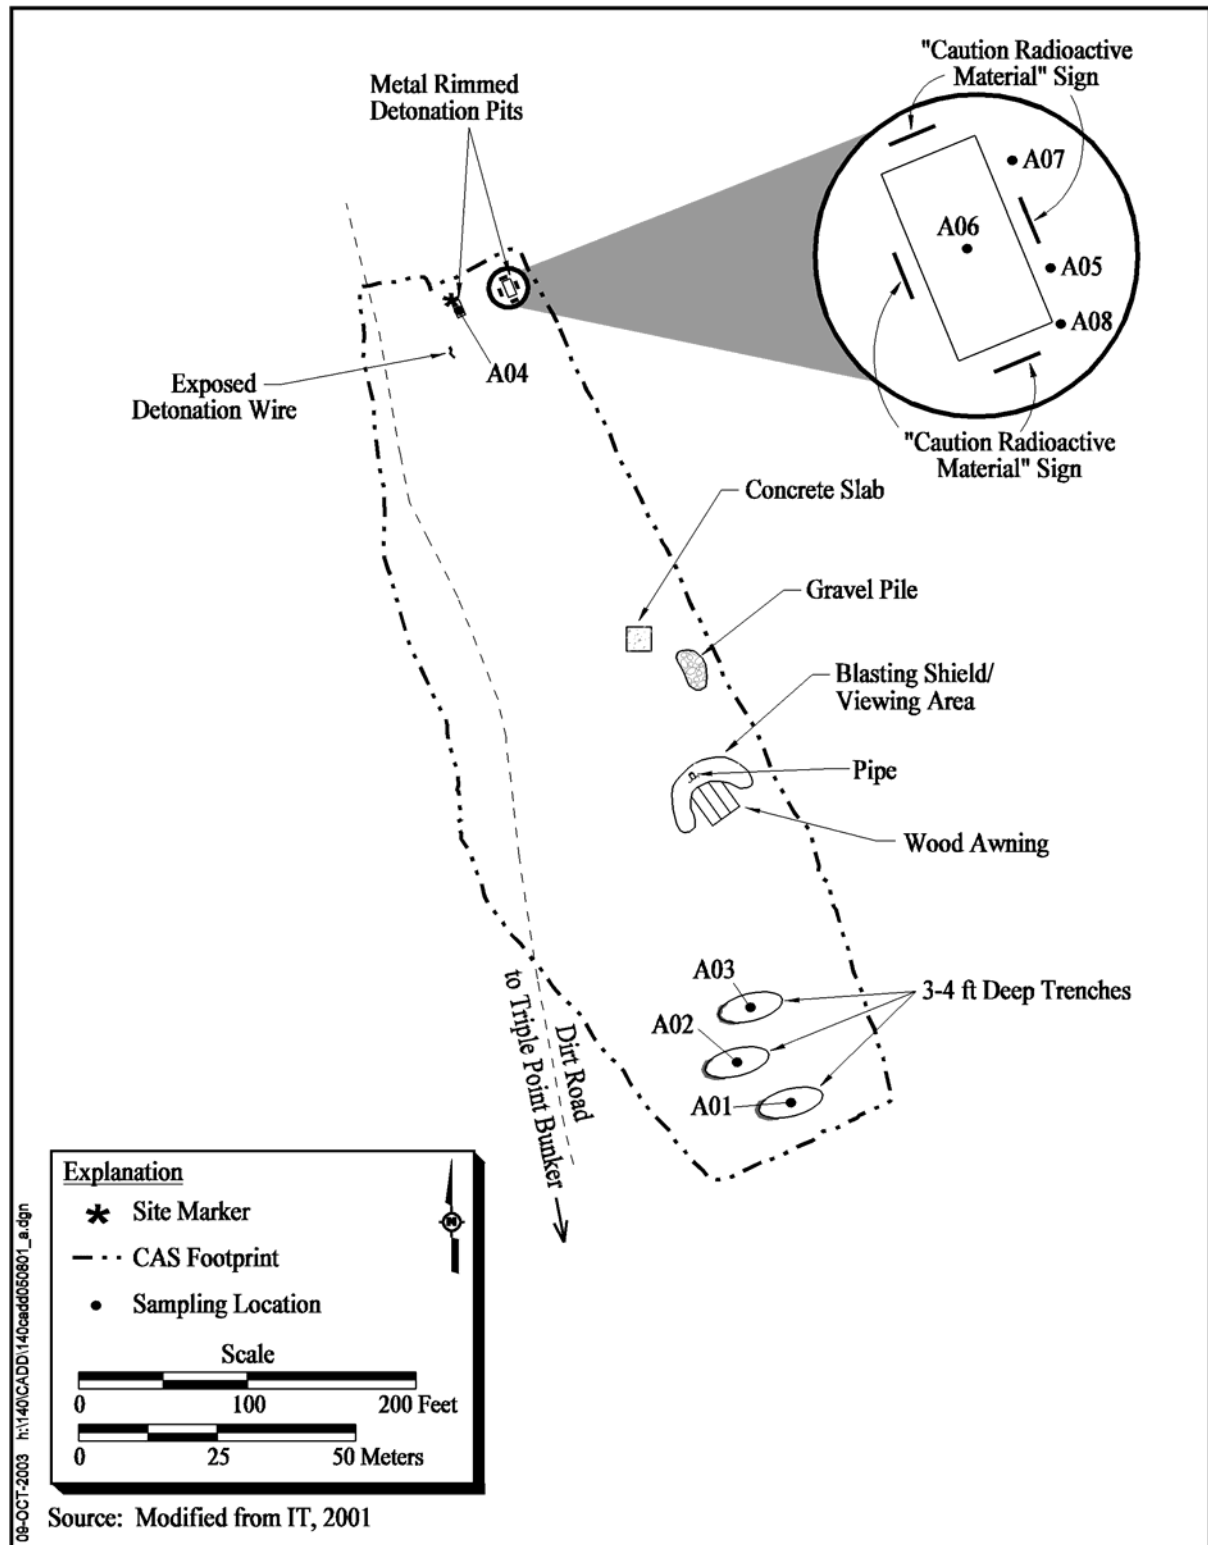 "Caution Radioactive
Material" Sign
Metal Rimmed
Detonation Pits
A07
A06
A05
A08
A04
Exposed
Detonation Wire
"Caution Radioactive
Material" Sign
Concrete Slab
Gravel Pile
Blasting Shield/
Viewing Area
Pipe
Wood Awning
A03
3-4 ft Deep Trenches
A02
A01
Dirt Road
to Triple Point Bunker
Explanation
Site Marker
N
CAS Footprint
Sampling Location
Scale
0 100 200 Feet
0 25 50 Meters
09-OCT-2003 h:\140\CADD\140cadd050801_a.dgn
Source: Modified from IT, 2001